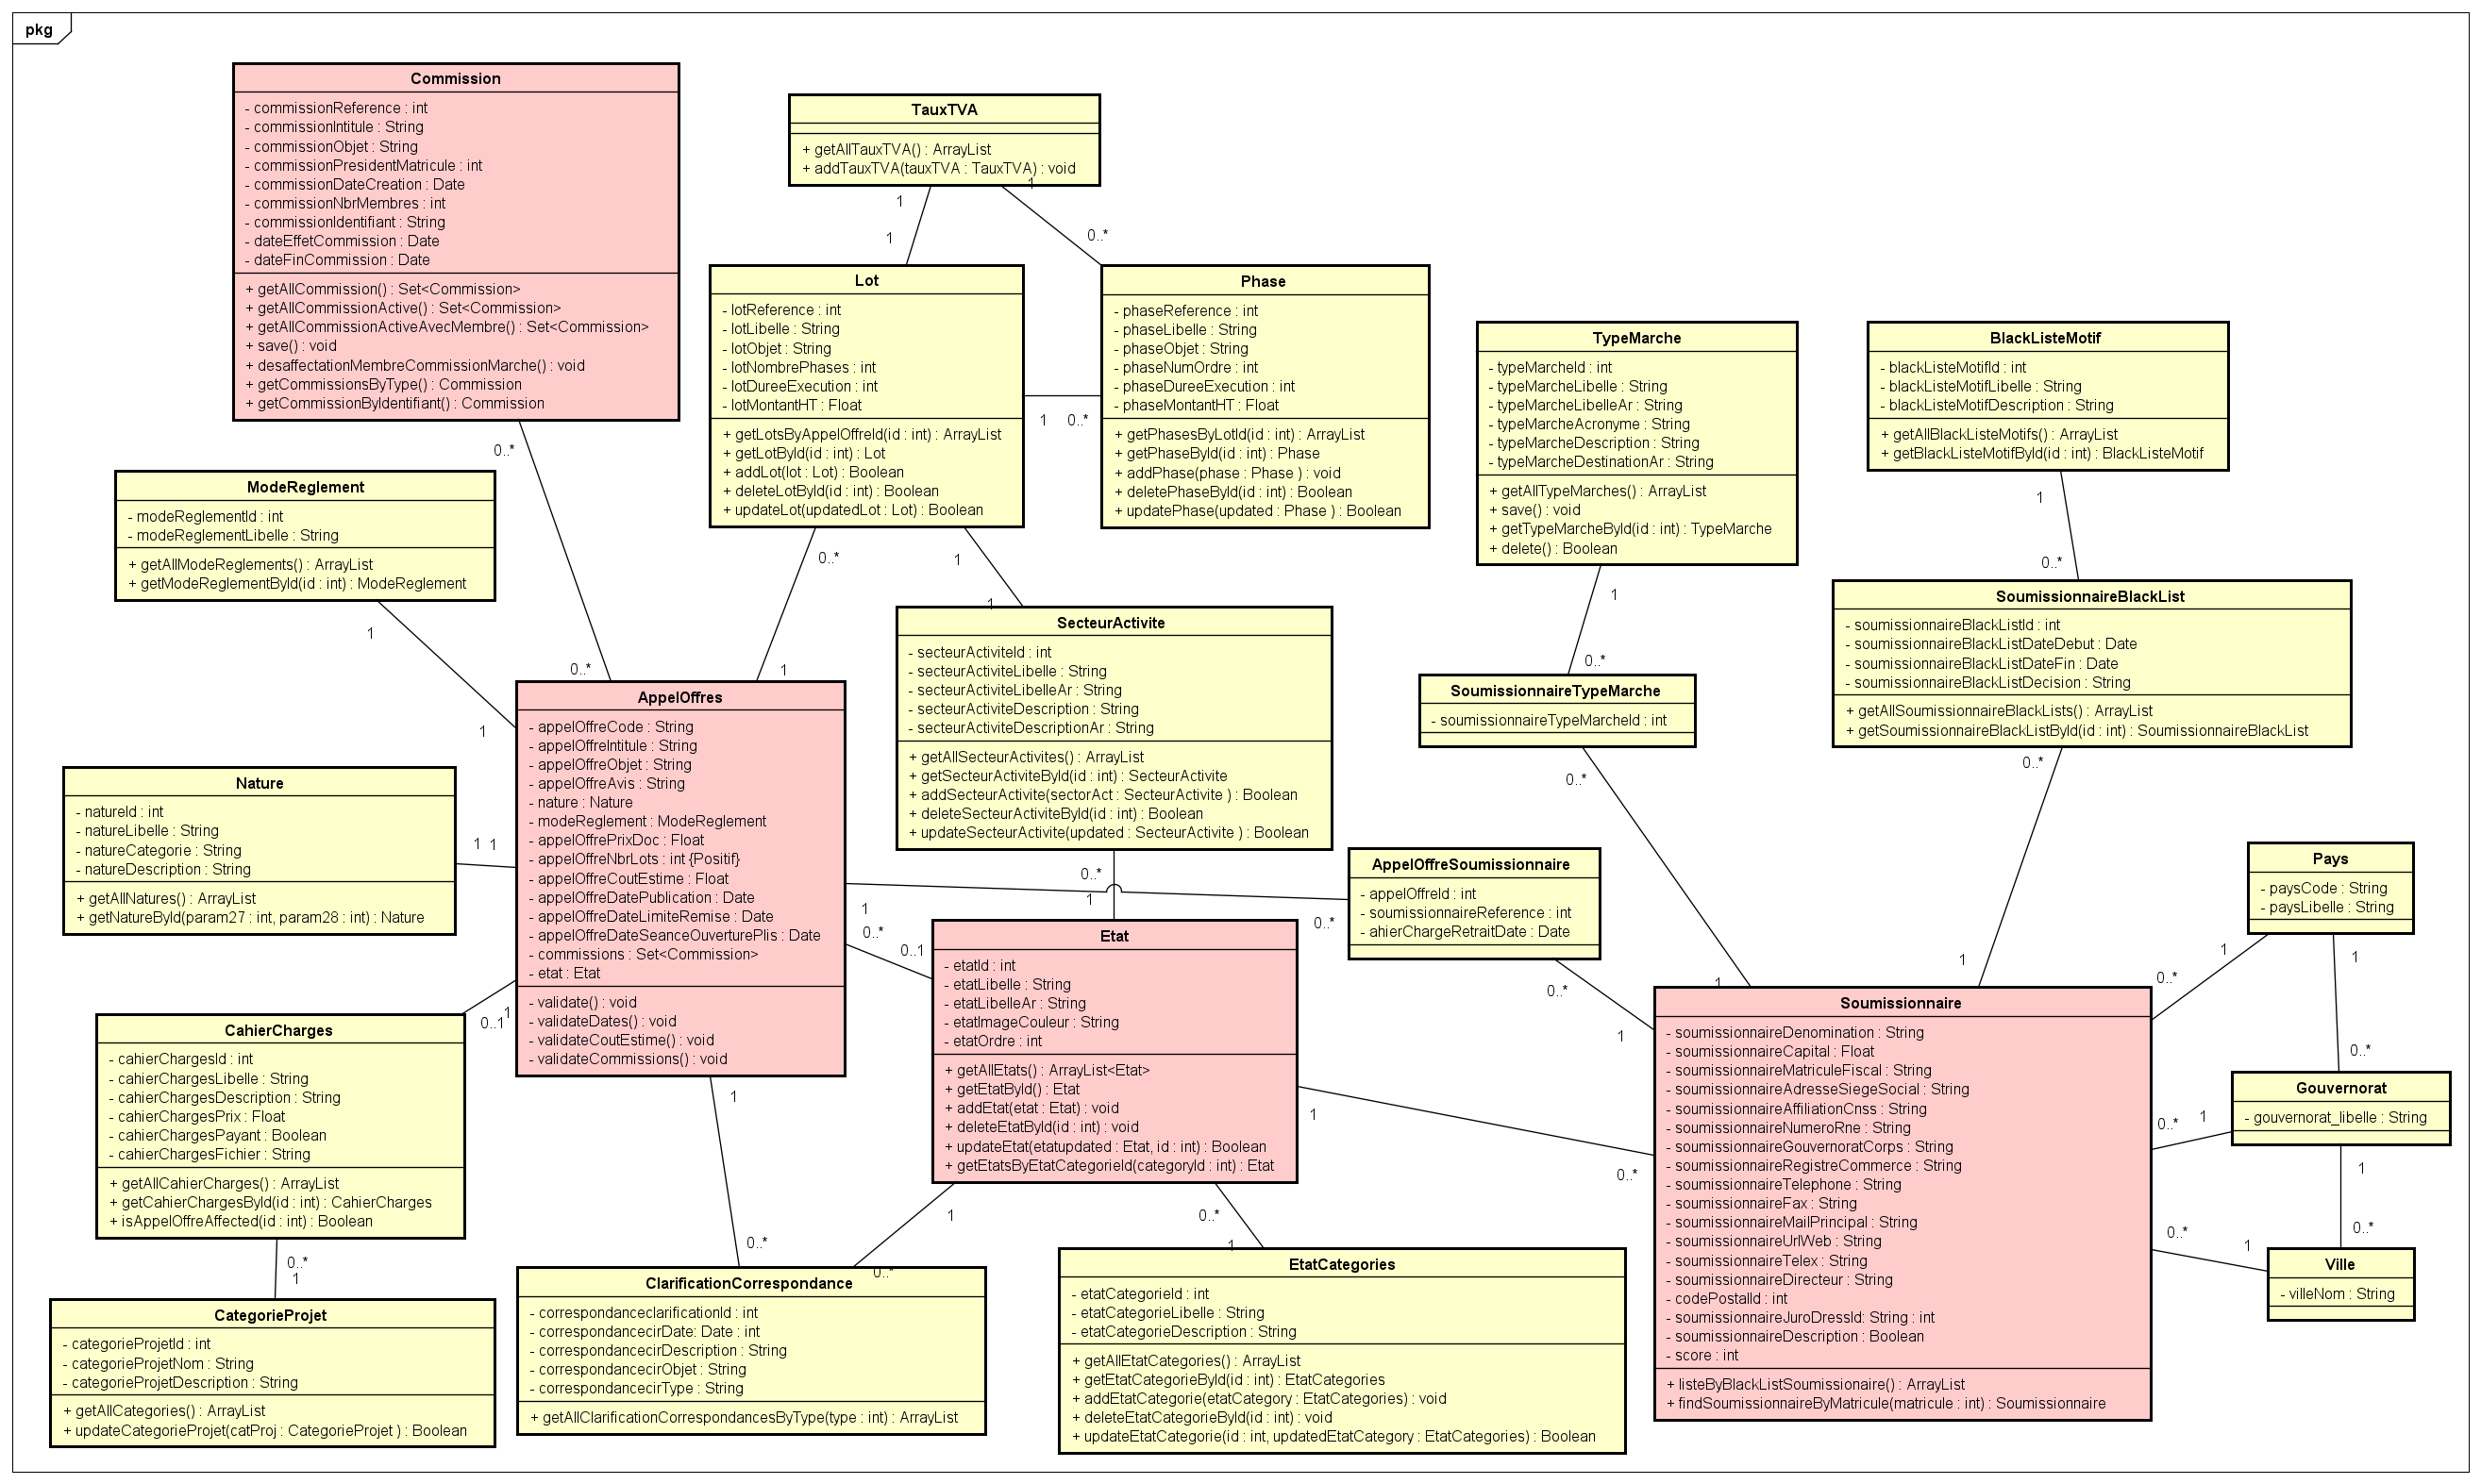 pkg
Commission
- commissionReference : int
- commissionIntitule : String
- commissionObjet : String
- commissionPresidentMatricule : int
- commissionDateCreation : Date
- commissionNbrMembres : int
- commissionIdentifiant : String
- dateEffetCommission : Date
- dateFinCommission : Date
+ getAllCommission() : Set<Commission>
+ getAllCommissionActive() : Set<Commission>
+ getAllCommissionActiveAvecMembre() : Set<Commission>
+ save() : void
+ desaffectationMembreCommissionMarche() : void
+ getCommissionsByType() : Commission
+ getCommissionByIdentifiant() : Commission
0..*
0..*
TauxTVA
+ getAllTauxTVA() : ArrayList
+ addTauxTVA(tauxTVA : TauxTVA) : void
1
1
1
0..*
Lot
- lotReference : int
- lotLibelle : String
- lotObjet : String
- lotNombrePhases : int
- lotDureeExecution : int
- lotMontantHT : Float
+ getLotsByAppelOffreId(id : int) : ArrayList
+ getLotById(id : int) : Lot
+ addLot(lot : Lot) : Boolean
+ deleteLotById(id : int) : Boolean
+ updateLot(updatedLot : Lot) : Boolean
1
0..*
0..*
1
1
1
Phase
- phaseReference : int
- phaseLibelle : String
- phaseObjet : String
- phaseNumOrdre : int
- phaseDureeExecution : int
- phaseMontantHT : Float
+ getPhasesByLotId(id : int) : ArrayList
+ getPhaseById(id : int) : Phase
+ addPhase(phase : Phase ) : void
+ deletePhaseById(id : int) : Boolean
+ updatePhase(updated : Phase ) : Boolean
TypeMarche
- typeMarcheId : int
- typeMarcheLibelle : String
- typeMarcheLibelleAr : String
- typeMarcheAcronyme : String
- typeMarcheDescription : String
- typeMarcheDestinationAr : String
+ getAllTypeMarches() : ArrayList
+ save() : void
+ getTypeMarcheById(id : int) : TypeMarche
+ delete() : Boolean
1
0..*
BlackListeMotif
- blackListeMotifId : int
- blackListeMotifLibelle : String
- blackListeMotifDescription : String
+ getAllBlackListeMotifs() : ArrayList
+ getBlackListeMotifById(id : int) : BlackListeMotif
1
0..*
ModeReglement
- modeReglementId : int
- modeReglementLibelle : String
+ getAllModeReglements() : ArrayList
+ getModeReglementById(id : int) : ModeReglement
1
1
SecteurActivite
- secteurActiviteId : int
- secteurActiviteLibelle : String
- secteurActiviteLibelleAr : String
- secteurActiviteDescription : String
- secteurActiviteDescriptionAr : String
+ getAllSecteurActivites() : ArrayList
+ getSecteurActiviteById(id : int) : SecteurActivite
+ addSecteurActivite(sectorAct : SecteurActivite ) : Boolean
+ deleteSecteurActiviteById(id : int) : Boolean
+ updateSecteurActivite(updated : SecteurActivite ) : Boolean
0..*
1
SoumissionnaireTypeMarche
- soumissionnaireTypeMarcheId : int
0..*
1
SoumissionnaireBlackList
- soumissionnaireBlackListId : int
- soumissionnaireBlackListDateDebut : Date
- soumissionnaireBlackListDateFin : Date
- soumissionnaireBlackListDecision : String
+ getAllSoumissionnaireBlackLists() : ArrayList
+ getSoumissionnaireBlackListById(id : int) : SoumissionnaireBlackList
0..*
1
AppelOffres
- appelOffreCode : String
- appelOffreIntitule : String
- appelOffreObjet : String
- appelOffreAvis : String
- nature : Nature
- modeReglement : ModeReglement
- appelOffrePrixDoc : Float
- appelOffreNbrLots : int {Positif}
- appelOffreCoutEstime : Float
- appelOffreDatePublication : Date
- appelOffreDateLimiteRemise : Date
- appelOffreDateSeanceOuverturePlis : Date
- commissions : Set<Commission>
- etat : Etat
- validate() : void
- validateDates() : void
- validateCoutEstime() : void
- validateCommissions() : void
1
0..*
0..*
0..1
1
0..*
Nature
- natureId : int
- natureLibelle : String
- natureCategorie : String
- natureDescription : String
+ getAllNatures() : ArrayList
+ getNatureById(param27 : int, param28 : int) : Nature
1 1
AppelOffreSoumissionnaire
- appelOffreId : int
- soumissionnaireReference : int
- ahierChargeRetraitDate : Date
0..*
1
Pays
- paysCode : String
- paysLibelle : String
1
0..*
1
0..*
Etat
- etatId : int
- etatLibelle : String
- etatLibelleAr : String
- etatImageCouleur : String
- etatOrdre : int
+ getAllEtats() : ArrayList<Etat>
+ getEtatById() : Etat
+ addEtat(etat : Etat) : void
+ deleteEtatById(id : int) : void
+ updateEtat(etatupdated : Etat, id : int) : Boolean
+ getEtatsByEtatCategorieId(categoryId : int) : Etat
1
0..*
1
0..*
0..*
1
CahierCharges
- cahierChargesId : int
- cahierChargesLibelle : String
- cahierChargesDescription : String
- cahierChargesPrix : Float
- cahierChargesPayant : Boolean
- cahierChargesFichier : String
+ getAllCahierCharges() : ArrayList
+ getCahierChargesById(id : int) : CahierCharges
+ isAppelOffreAffected(id : int) : Boolean
0..1
1
0..*
1
Soumissionnaire
- soumissionnaireDenomination : String
- soumissionnaireCapital : Float
- soumissionnaireMatriculeFiscal : String
- soumissionnaireAdresseSiegeSocial : String
- soumissionnaireAffiliationCnss : String
- soumissionnaireNumeroRne : String
- soumissionnaireGouvernoratCorps : String
- soumissionnaireRegistreCommerce : String
- soumissionnaireTelephone : String
- soumissionnaireFax : String
- soumissionnaireMailPrincipal : String
- soumissionnaireUrlWeb : String
- soumissionnaireTelex : String
- soumissionnaireDirecteur : String
- codePostalId : int
- soumissionnaireJuroDressId: String : int
- soumissionnaireDescription : Boolean
- score : int
+ listeByBlackListSoumissionaire() : ArrayList
+ findSoumissionnaireByMatricule(matricule : int) : Soumissionnaire
Gouvernorat
- gouvernorat_libelle : String
0..*
1
1
0..*
Ville
- villeNom : String
0..*
1
CategorieProjet
- categorieProjetId : int
- categorieProjetNom : String
- categorieProjetDescription : String
+ getAllCategories() : ArrayList
+ updateCategorieProjet(catProj : CategorieProjet ) : Boolean
ClarificationCorrespondance
- correspondanceclarificationId : int
- correspondancecirDate: Date : int
- correspondancecirDescription : String
- correspondancecirObjet : String
- correspondancecirType : String
+ getAllClarificationCorrespondancesByType(type : int) : ArrayList
EtatCategories
- etatCategorieId : int
- etatCategorieLibelle : String
- etatCategorieDescription : String
+ getAllEtatCategories() : ArrayList
+ getEtatCategorieById(id : int) : EtatCategories
+ addEtatCategorie(etatCategory : EtatCategories) : void
+ deleteEtatCategorieById(id : int) : void
+ updateEtatCategorie(id : int, updatedEtatCategory : EtatCategories) : Boolean